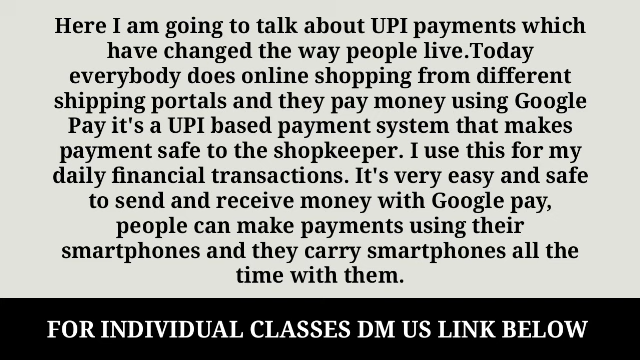 Here I am going to talk about UPI payments which
have changed the way people live.Today
everybody does online shopping from different
shipping portals and they pay money using Google
Pay it's a UPI based payment system that makes
payment safe to the shopkeeper. I use this for my
daily financial transactions. It's very easy and safe
to send and receive money with Google pay,
people can make payments using their
smartphones and they carry smartphones all the
time with them.
FOR INDIVIDUAL CLASSES DM US LINK BELOW